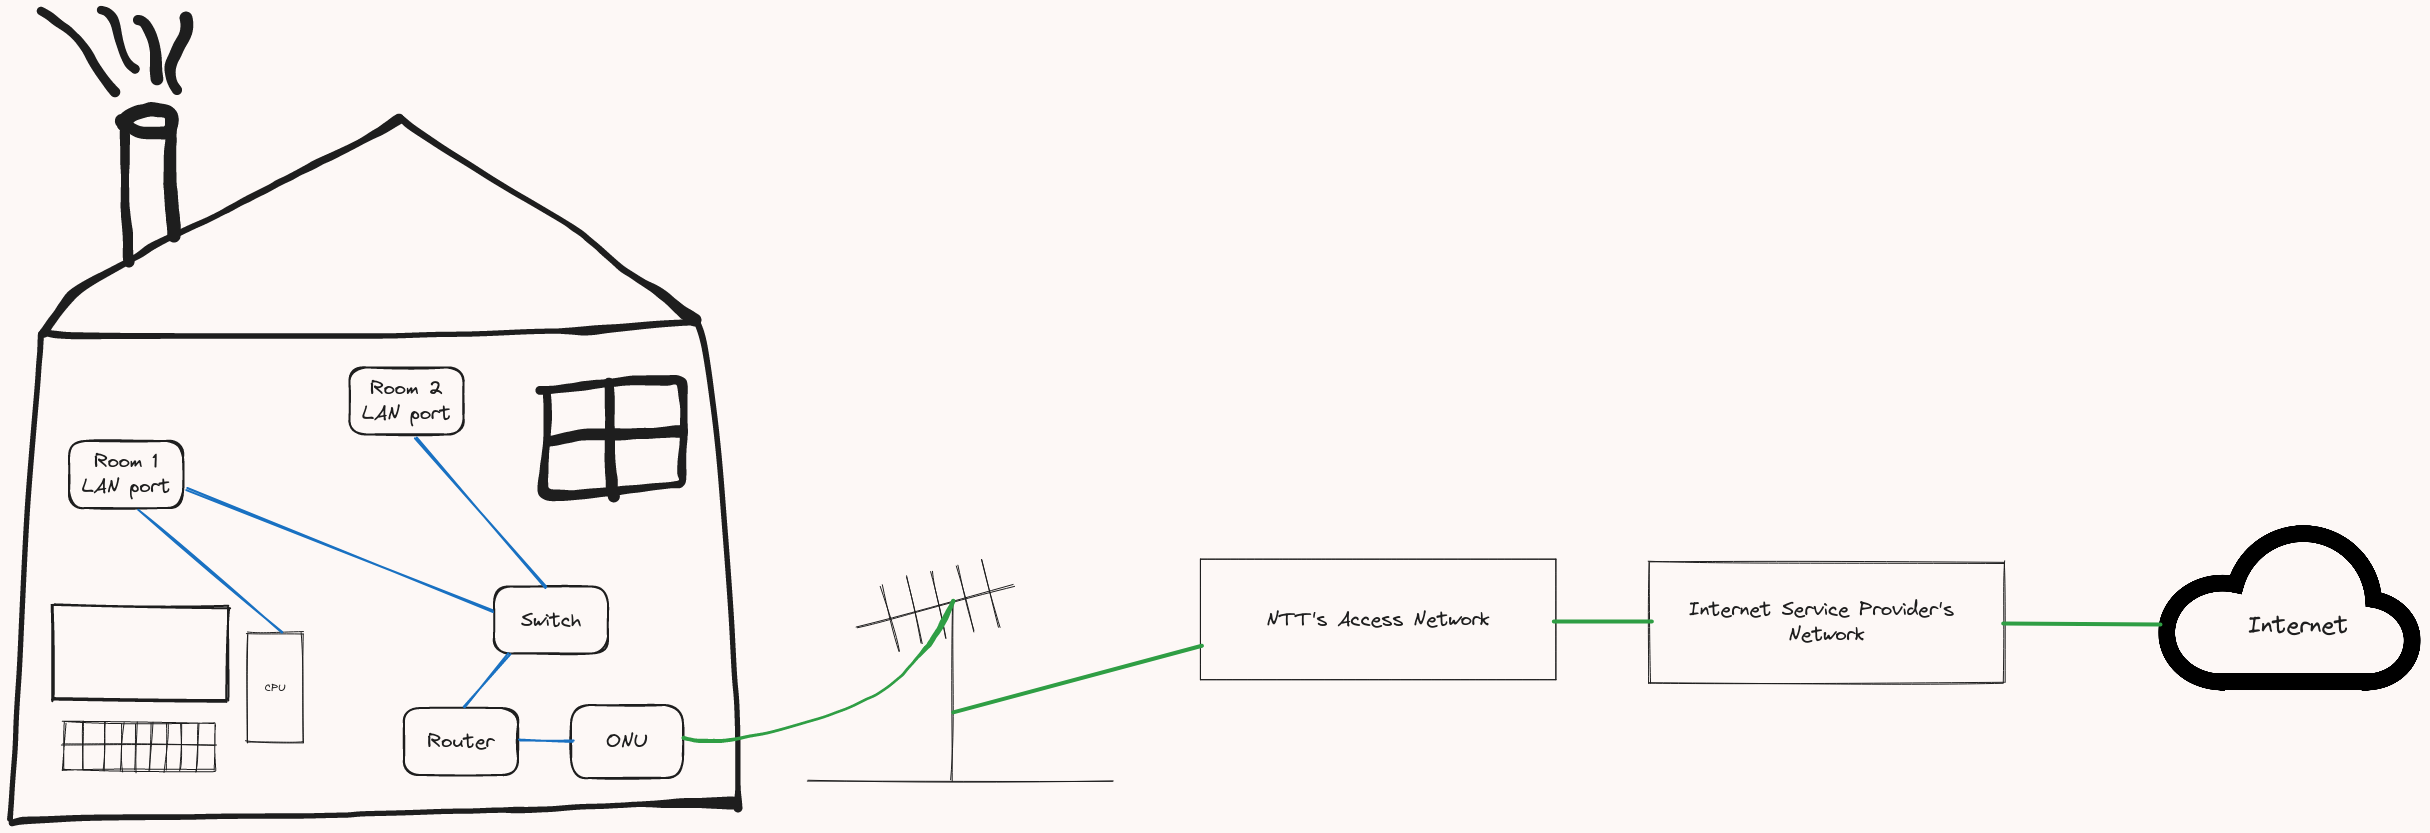 Room 2
LAN port
Room 1
LAN port
Switch
CPU
Router
ONU
NTT's Access Network
Internet Service Provider's
Network
Internet